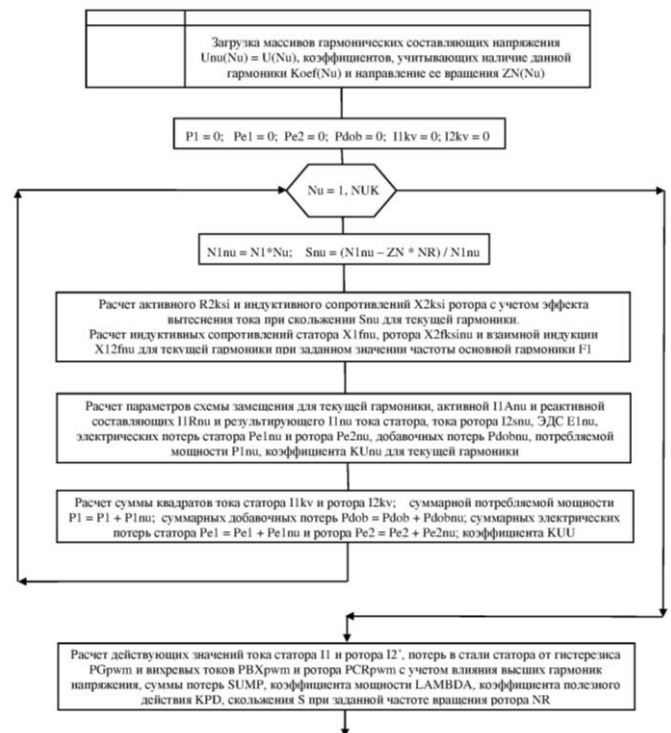 Загрузка массивов гармонических составляющих напряжения
Unu(Nu) = U(Nu), коэффициентов, учитывающих наличие данной
гармоники Koef(Nu) и направление ее вращения ZN(Nu)
P1 = 0; Pe1 = 0; Pe2 = 0; Pdob = 0; I1kv = 0; I2kv = 0
Nu = 1, NUK
N1nu = N1*Nu; Snu = (N1nu – ZN * NR) / N1nu
Расчет активного R2ksi и индуктивного сопротивлений X2ksi ротора с учетом эффекта
вытеснения тока при скольжении Snu для текущей гармоники.
Расчет индуктивных сопротивлений статора X1fnu, ротора X2fksinu и взаимной индукции
X12fnu для текущей гармоники при заданном значении частоты основной гармоники F1
Расчет параметров схемы замещения для текущей гармоники, активной I1Anu и реактивной
составляющих I1Rnu и результирующего I1nu тока статора, тока ротора I2snu, ЭДС E1nu,
электрических потерь статора Pe1nu и ротора Pe2nu, добавочных потерь Pdobnu, потребляемой
мощности P1nu, коэффициента KUnu для текущей гармоники
Расчет суммы квадратов тока статора I1kv и ротора I2kv; суммарной потребляемой мощности
P1 = P1 + P1nu; суммарных добавочных потерь Pdob = Pdob + Pdobnu; суммарных электрических
потерь статора Pe1 = Pe1 + Pe1nu и ротора Pe2 = Pe2 + Pe2nu; коэффициента KUU
Расчет действующих значений тока статора I1 и ротора I2', потерь в стали статора от гистерезиса
PGpwm и вихревых токов PBXpwm и ротора PCRpwm с учетом влияния высших гармоник
напряжения, суммы потерь SUMP, коэффициента мощности LAMBDA, коэффициента полезного
действия KPD, скольжения S при заданной частоте вращения ротора NR